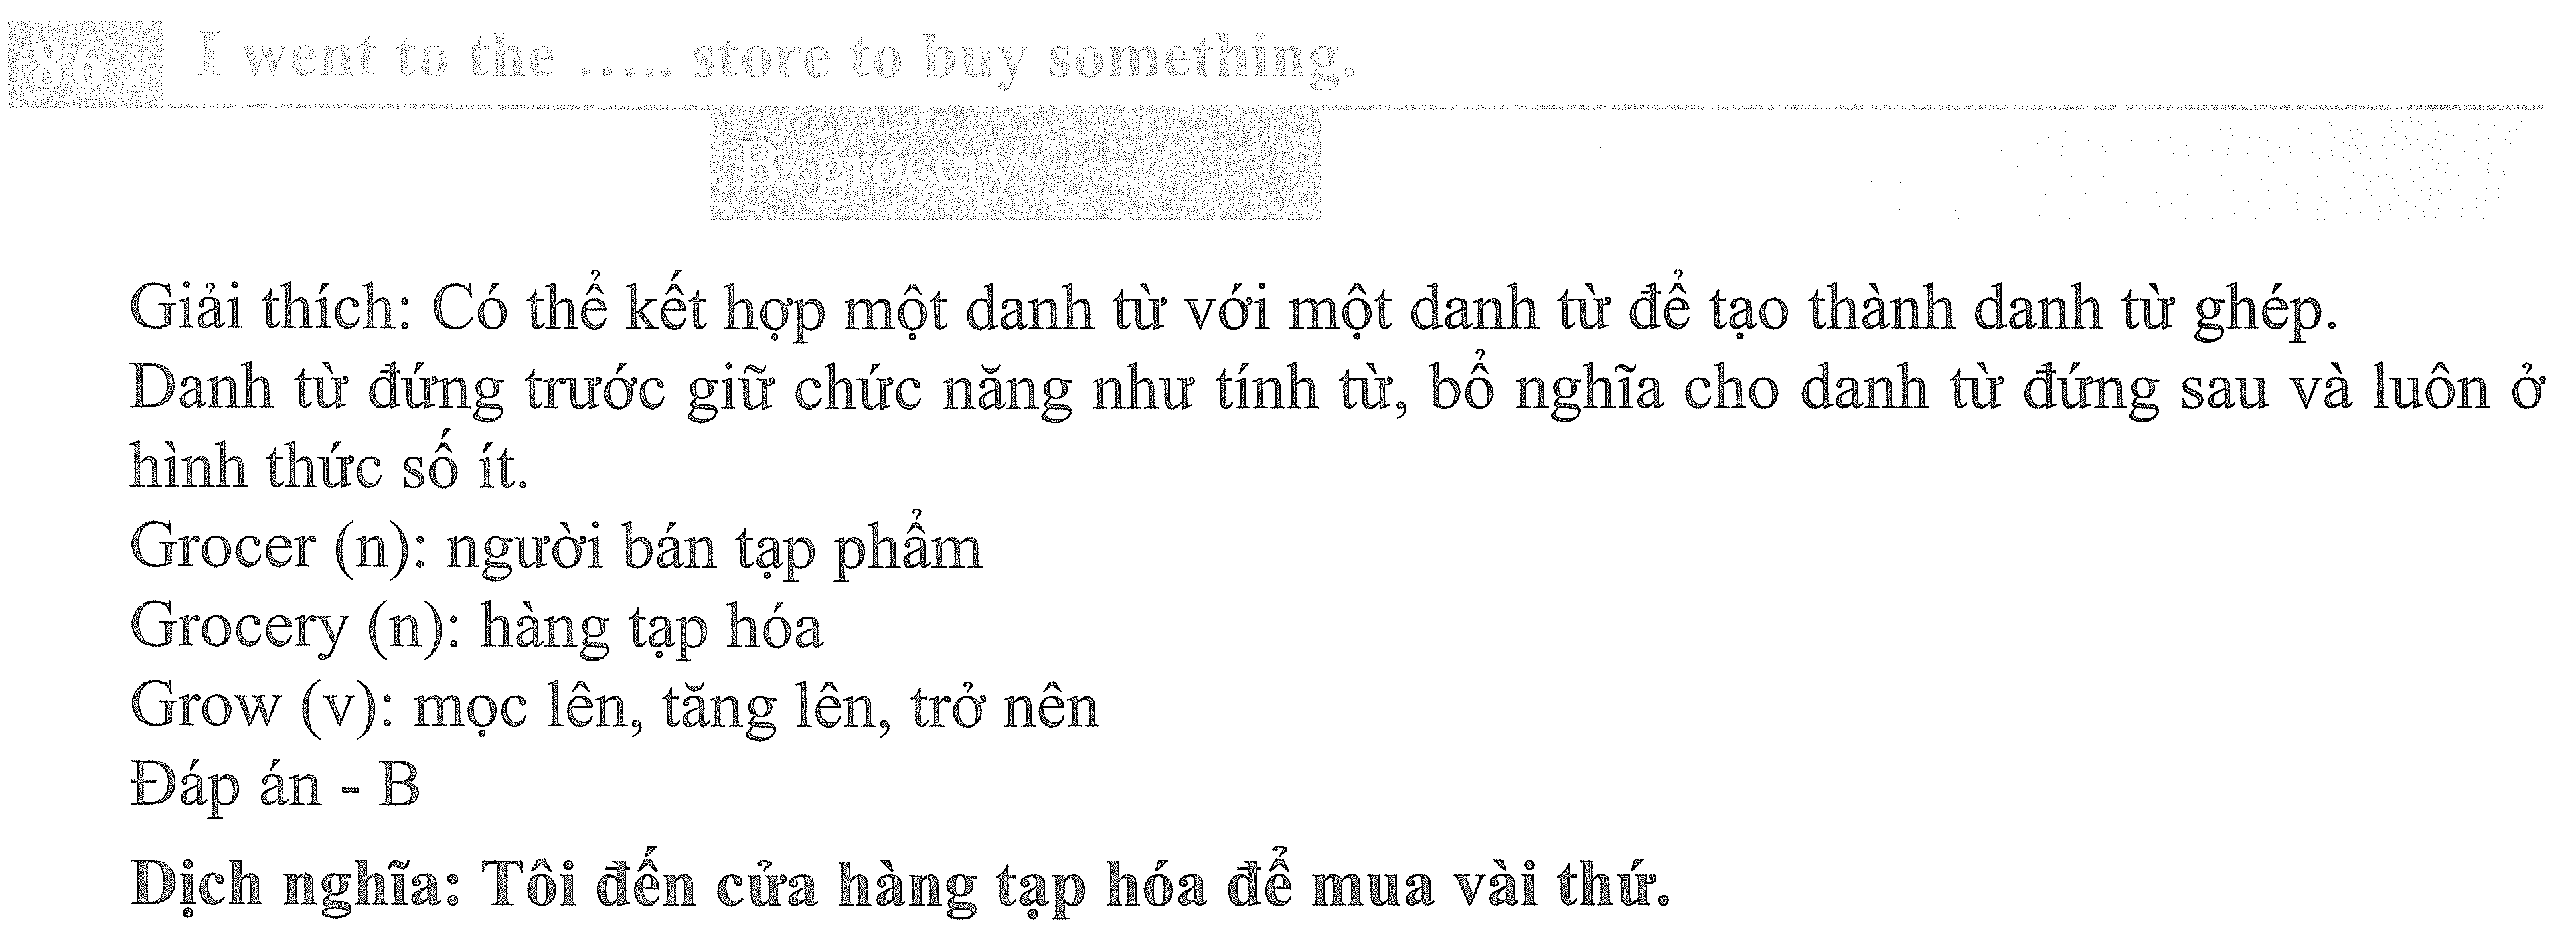 86 I went to the ..... store to buy something.
B. grocery
Giải thích: Có thể kết hợp một danh từ với một danh từ để tạo thành danh từ ghép.
Danh từ đứng trước giữ chức năng như tính từ, bổ nghĩa cho danh từ đứng sau và luôn ở
hình thức số ít.
Grocer (n): người bán tạp phẩm
Grocery (n): hàng tạp hóa
Grow (v): mọc lên, tăng lên, trở nên
Đáp án - B
Dịch nghĩa: Tôi đến cửa hàng tạp hóa để mua vài thứ.